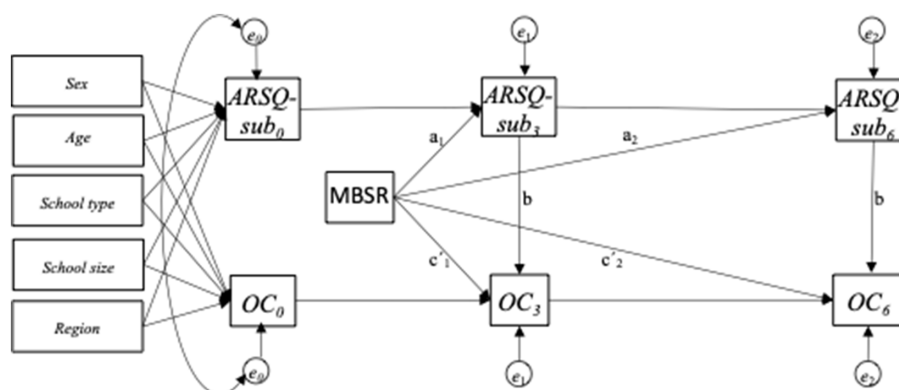 e₀
e₁
e₂
Sex
Age
School type
School size
Region
ARSQ-
sub₀
ARSQ-
sub₃
ARSQ
sub₆
a₁
a₂
MBSR
b
b
c´₁
c´₂
OC₀
OC₃
OC₆
e₀
e₁
e₂